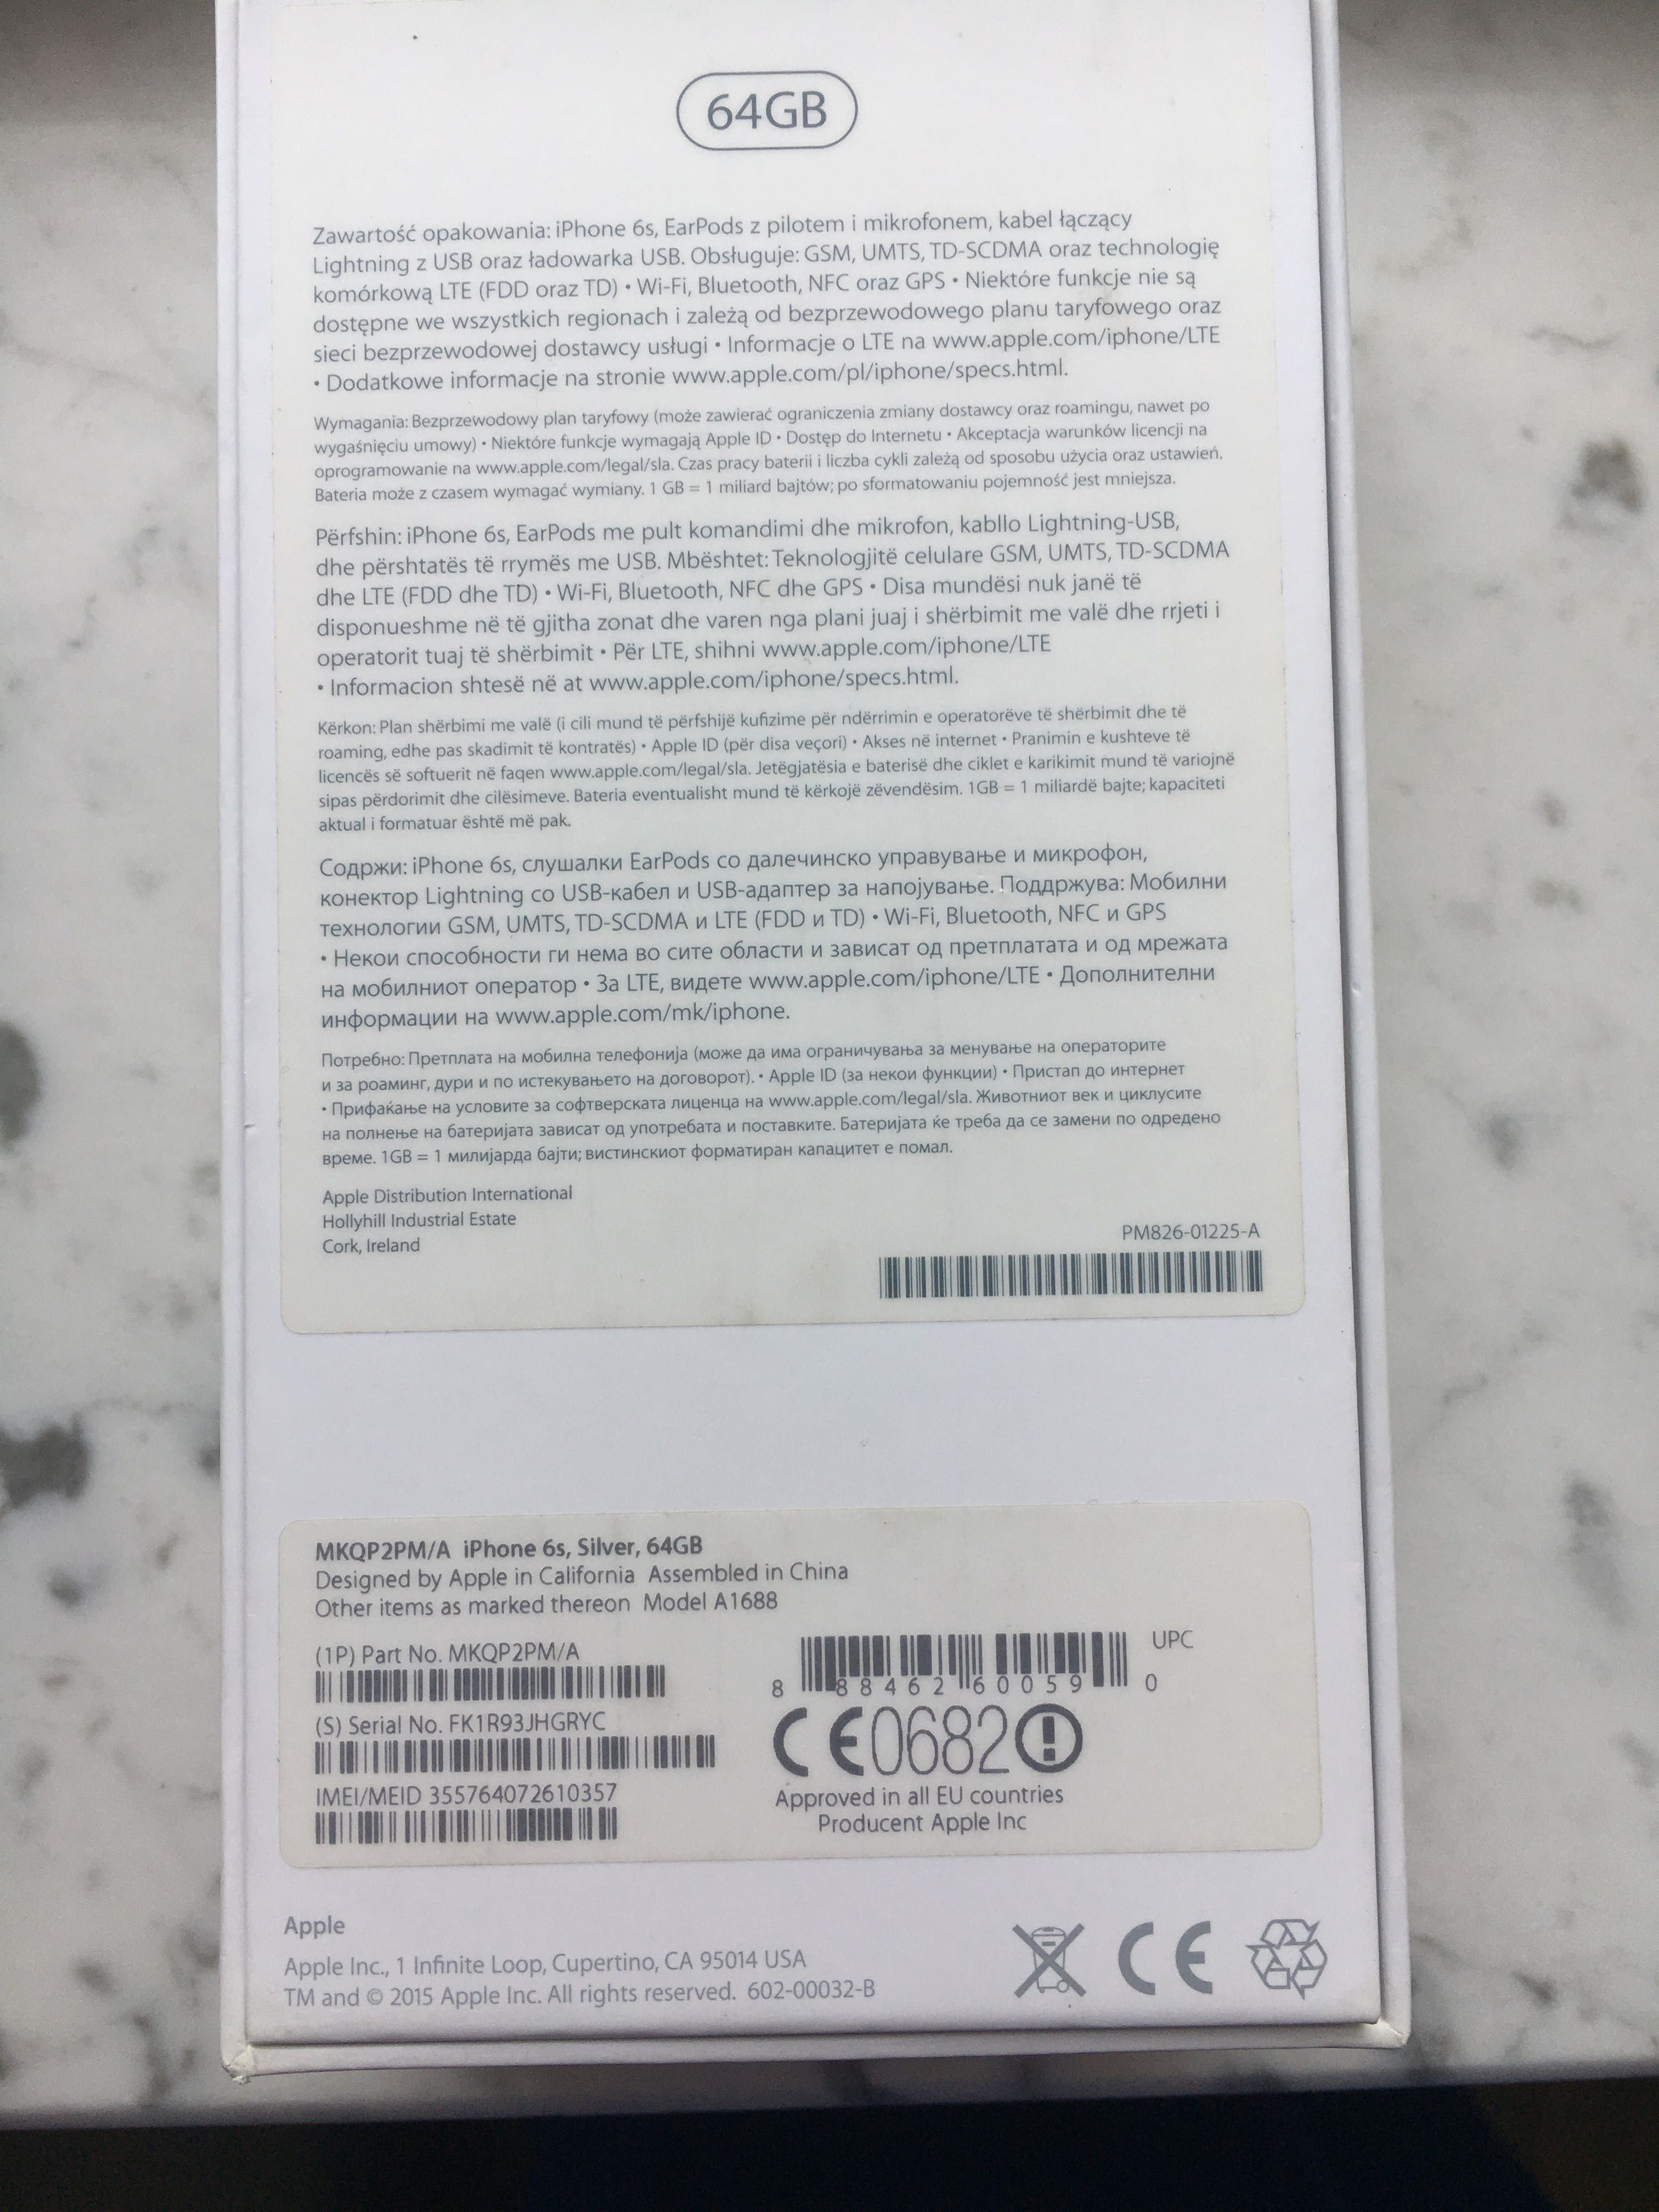 64GB
Zawartość opakowania: iPhone 6s, EarPods z pilotem i mikrofonem, kabel łączący
Lightning z USB oraz ładowarka USB. Obsługuje: GSM, UMTS, TD-SCDMA oraz technologię
komórkową LTE (FDD oraz TD) • Wi-Fi, Bluetooth, NFC oraz GPS • Niektóre funkcje nie są
dostępne we wszystkich regionach i zależą od bezprzewodowego planu taryfowego oraz
sieci bezprzewodowej dostawcy usługi • Informacje o LTE na www.apple.com/iphone/LTE
• Dodatkowe informacje na stronie www.apple.com/pl/iphone/specs.html.
Wymagania: Bezprzewodowy plan taryfowy (może zawierać ograniczenia zmiany dostawcy oraz roamingu, nawet po
wygaśnięciu umowy) • Niektóre funkcje wymagają Apple ID • Dostęp do Internetu • Akceptacja warunków licencji na
oprogramowanie na www.apple.com/legal/sla. Czas pracy baterii i liczba cykli zależą od sposobu użycia oraz ustawień.
Bateria może z czasem wymagać wymiany. 1 GB = 1 miliard bajtów; po sformatowaniu pojemność jest mniejsza.
Përfshin: iPhone 6s, EarPods me pult komandimi dhe mikrofon, kabllo Lightning-USB,
dhe përshtatës të rrymës me USB. Mbështet: Teknologjitë celulare GSM, UMTS, TD-SCDMA
dhe LTE (FDD dhe TD) • Wi-Fi, Bluetooth, NFC dhe GPS • Disa mundësi nuk janë të
disponueshme në të gjitha zonat dhe varen nga plani juaj i shërbimit me valë dhe rrjeti i
operatorit tuaj të shërbimit • Për LTE, shihni www.apple.com/iphone/LTE
• Informacion shtesë në at www.apple.com/iphone/specs.html.
Kërkon: Plan shërbimi me valë (i cili mund të përfshijë kufizime për ndërrimin e operatorëve të shërbimit dhe të
roaming, edhe pas skadimit të kontratës) • Apple ID (për disa veçori) • Akses në internet • Pranimin e kushteve të
licencës së softuerit në faqen www.apple.com/legal/sla. Jetëgjatësia e baterisë dhe ciklet e karikimit mund të variojnë
sipas përdorimit dhe cilësimeve. Bateria eventualisht mund të kërkojë zëvendësim. 1GB = 1 miliardë bajte; kapaciteti
aktual i formatuar është më pak.
Содржи: iPhone 6s, слушалки EarPods со далечинско управување и микрофон,
конектор Lightning со USB-кабел и USB-адаптер за напојување. Поддржува: Мобилни
технологии GSM, UMTS, TD-SCDMA и LTE (FDD и TD) • Wi-Fi, Bluetooth, NFC и GPS
• Некои способности ги нема во сите области и зависат од претплатата и од мрежата
на мобилниот оператор • За LTE, видете www.apple.com/iphone/LTE • Дополнителни
информации на www.apple.com/mk/iphone.
Потребно: Претплата на мобилна телефонија (може да има ограничувања за менување на операторите
и за роаминг, дури и по истекувањето на договорот). • Apple ID (за некои функции) • Пристап до интернет
• Прифаќање на условите за софтверската лиценца на www.apple.com/legal/sla. Животниот век и циклусите
на полнење на батеријата зависат од употребата и поставките. Батеријата ќе треба да се замени по одредено
време. 1GB = 1 милијарда бајти; вистинскиот форматиран капацитет е помал.
Apple Distribution International
Hollyhill Industrial Estate
Cork, Ireland
PM826-01225-A
MKQP2PM/A iPhone 6s, Silver, 64GB
Designed by Apple in California Assembled in China
Other items as marked thereon Model A1688
(1P) Part No. MKQP2PM/A
UPC
8 88462 60059 0
(S) Serial No. FK1R93JHGRYC
CE0682
IMEI/MEID 355764072610357
Approved in all EU countries
Producent Apple Inc
Apple
Apple Inc., 1 Infinite Loop, Cupertino, CA 95014 USA
TM and © 2015 Apple Inc. All rights reserved. 602-00032-B
CE